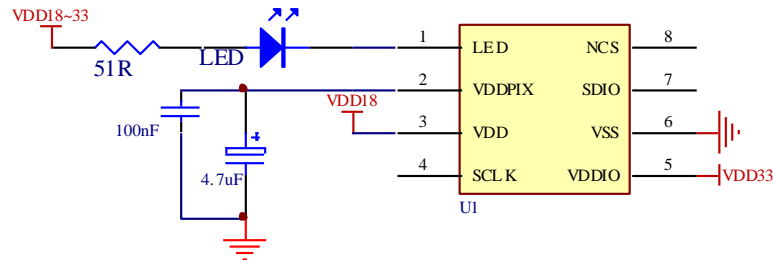 VDD18~33
51R
LED
1
LED
NCS
8
2
VDDPIX
SDIO
7
100nF
VDD18
3
VDD
VSS
6
4.7uF
4
SCLK
VDDIO
5
VDD33
U1